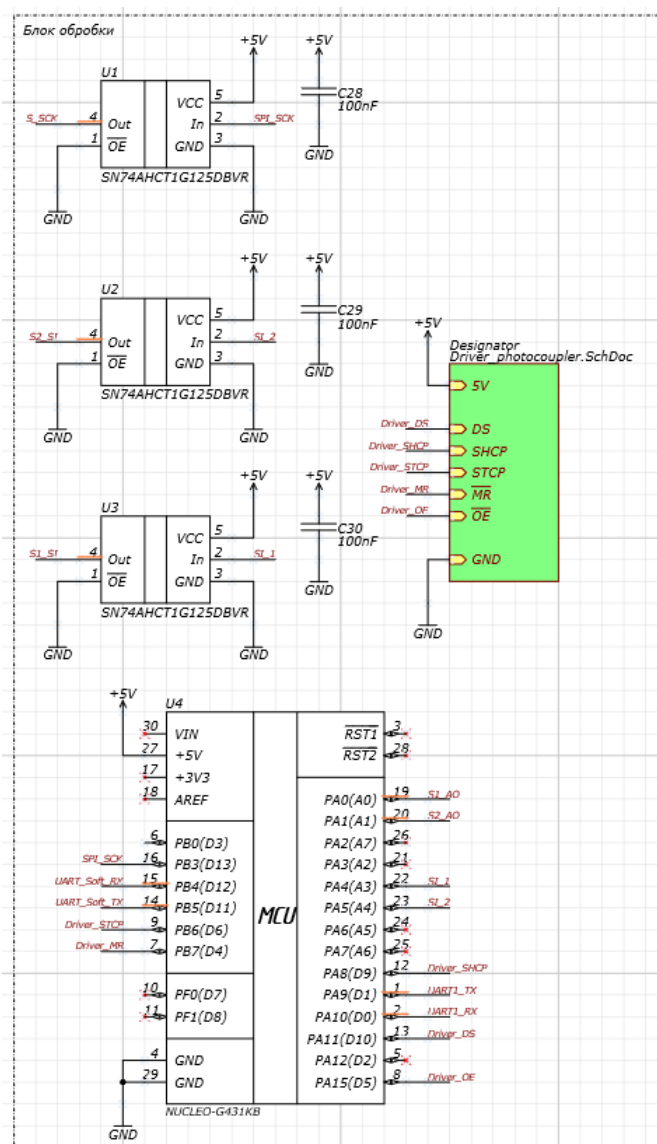 Блок обробки
+5V
+5V
U1
C28
100nF
VCC 5
S_SCK 4 Out
In 2 SPI_SCK
1 OE
GND 3
GND
SN74AHCT1G125DBVR
GND
GND
+5V
+5V
U2
C29
100nF
VCC 5
S2_SI 4 Out
In 2 SI_2
1 OE
GND 3
GND
SN74AHCT1G125DBVR
GND
GND
+5V
Designator
Driver_photocoupler.SchDoc
5V
Driver_DS DS
Driver_SHCP SHCP
Driver_STCP STCP
Driver_MR MR
Driver_OE OE
GND
GND
+5V
+5V
U3
C30
100nF
VCC 5
S1_SI 4 Out
In 2 SI_1
1 OE
GND 3
GND
SN74AHCT1G125DBVR
GND
GND
+5V
U4
30 VIN
27 +5V
17 +3V3
18 AREF
6 PB0(D3)
SPI_SCK 16 PB3(D13)
UART_Soft_RX 15 PB4(D12)
UART_Soft_TX 14 PB5(D11)
Driver_STCP 9 PB6(D6)
Driver_MR 7 PB7(D4)
10 PF0(D7)
11 PF1(D8)
4 GND
29 GND
GND
MCU
RST1 3
RST2 28
PA0(A0) 19 S1_AO
PA1(A1) 20 S2_AO
PA2(A7) 26
PA3(A2) 21
PA4(A3) 22 SI_1
PA5(A4) 23 SI_2
PA6(A5) 24
PA7(A6) 25
PA8(D9) 12 Driver_SHCP
PA9(D1) 1 UART1_TX
PA10(D0) 2 UART1_RX
PA11(D10) 13 Driver_DS
PA12(D2) 5
PA15(D5) 8 Driver_OE
NUCLEO-G431KB